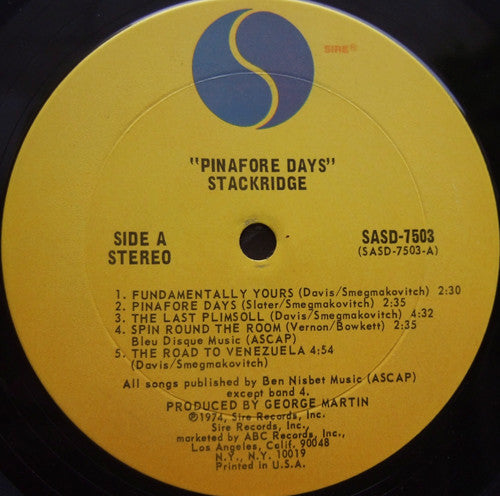 SIRE®
"PINAFORE DAYS"
STACKRIDGE
SIDE A
STEREO
SASD-7503
(SASD-7503-A)
1. FUNDAMENTALLY YOURS (Davis/Smegmakovitch) 2:30
2. PINAFORE DAYS (Slater/Smegmakovitch) 2:35
3. THE LAST PLIMSOLL (Davis/Smegmakovitch) 4:32
4. SPIN ROUND THE ROOM (Vernon/Bowkett) 2:35
Bleu Disque Music (ASCAP)
5. THE ROAD TO VENEZUELA 4:54
(Davis/Smegmakovitch)
All songs published by Ben Nisbet Music (ASCAP)
except band 4.
PRODUCED BY GEORGE MARTIN
℗1974, Sire Records, Inc.
Sire Records, Inc.
marketed by ABC Records, Inc.
Los Angeles, Calif. 90048
N.Y., N.Y. 10019
Printed in U.S.A.